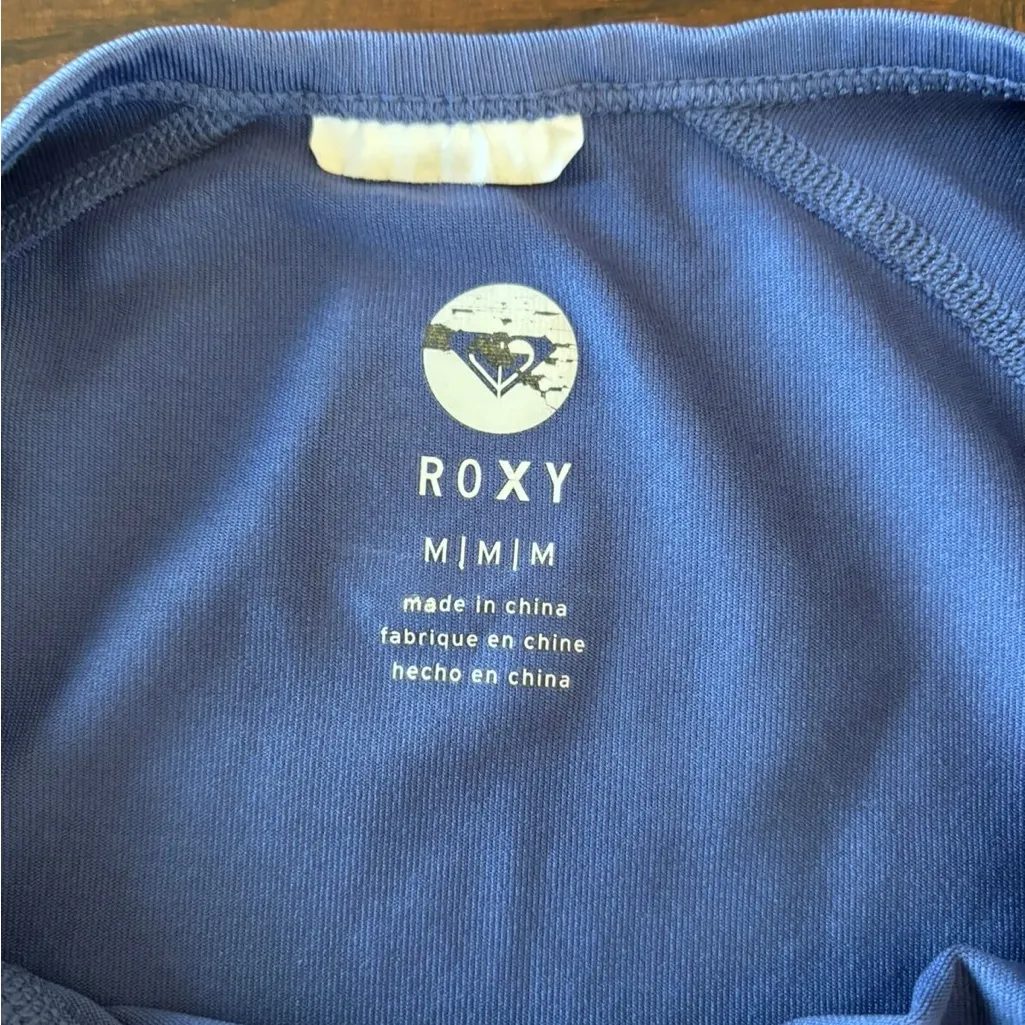 ROXY
M|M|M
made in china
fabrique en chine
hecho en china